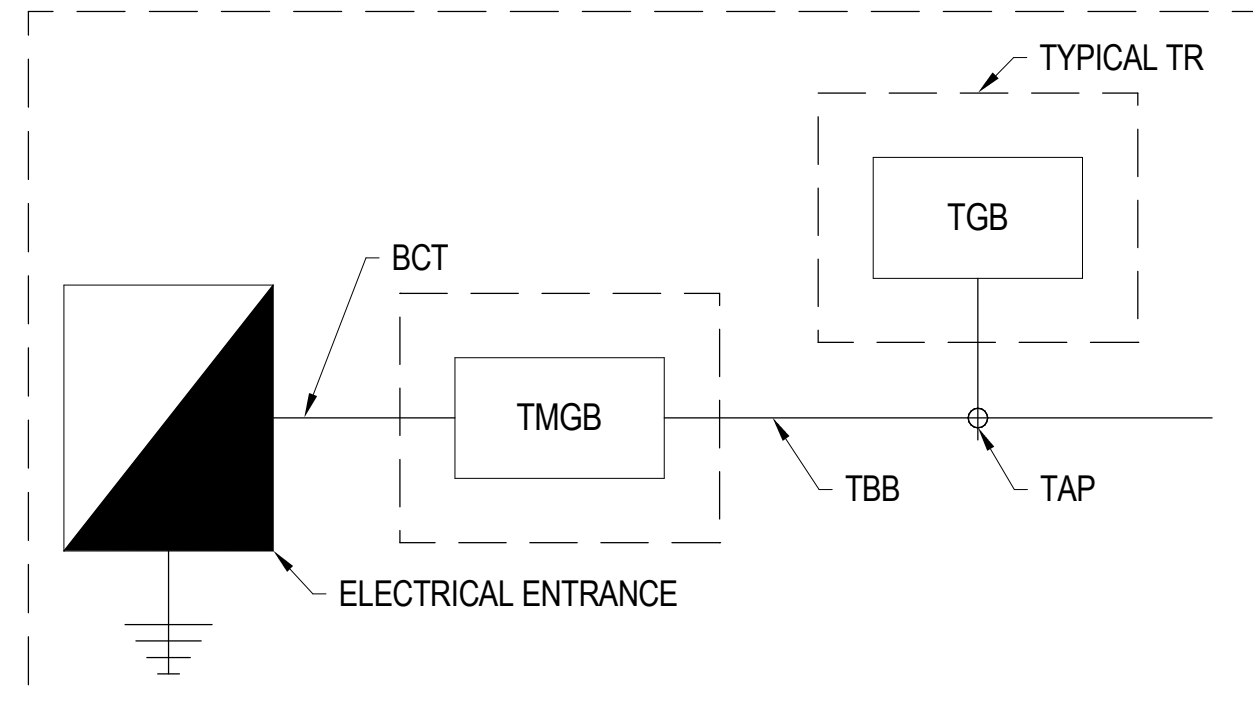 TYPICAL TR
TGB
BCT
TMGB
TBB
TAP
ELECTRICAL ENTRANCE